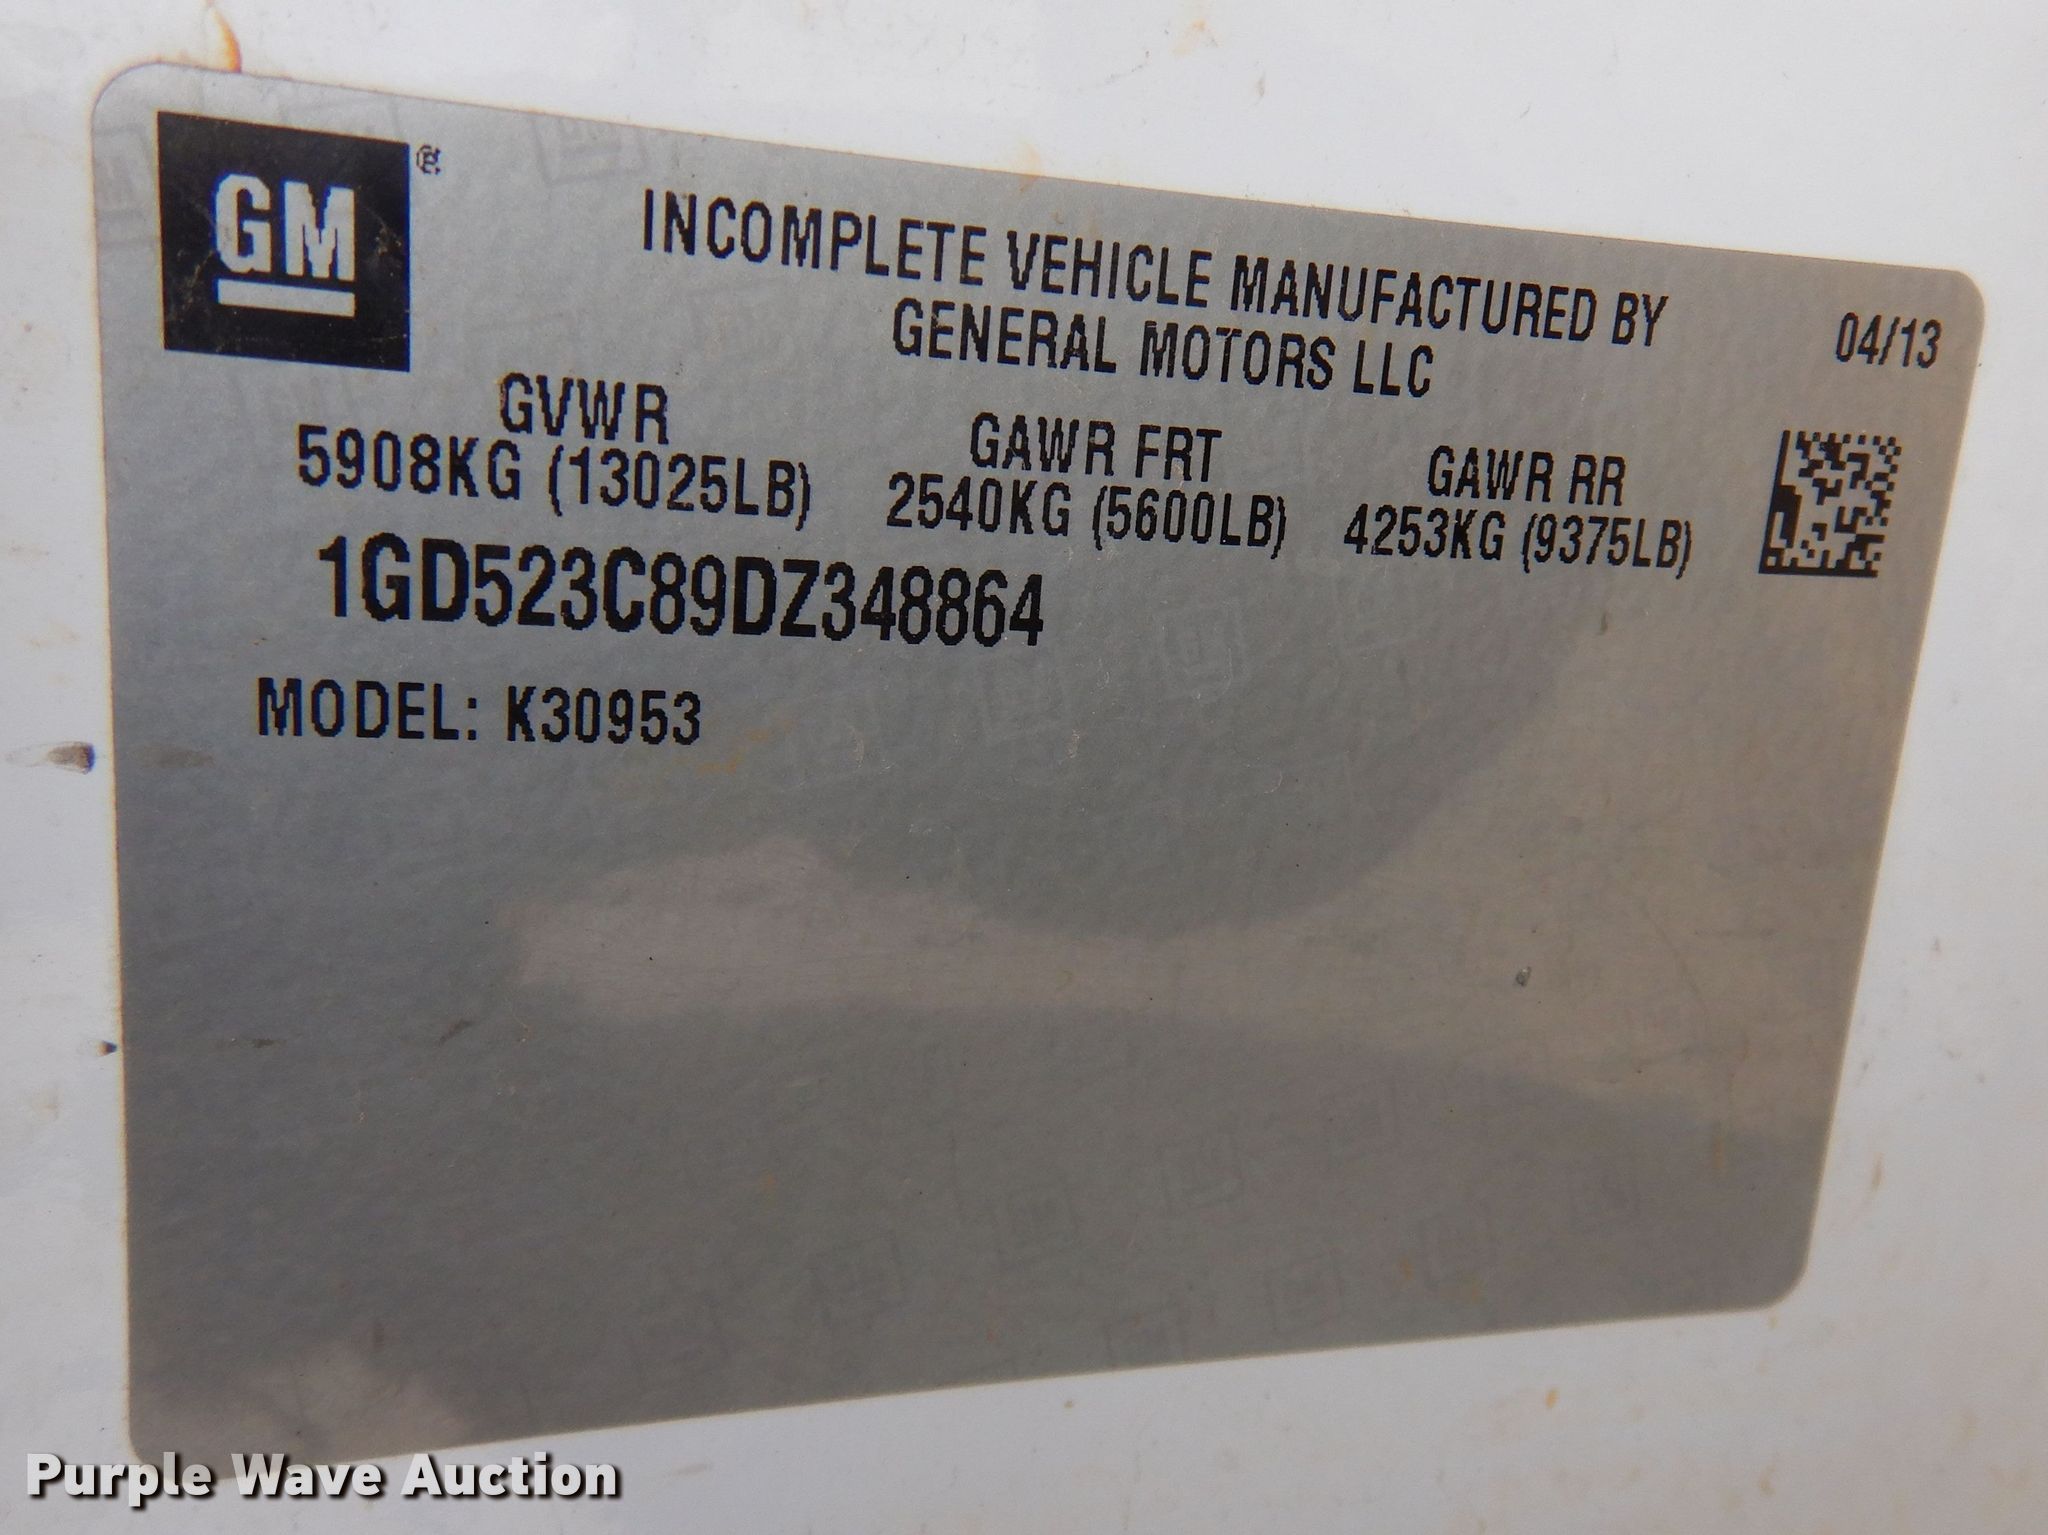 GM®
INCOMPLETE VEHICLE MANUFACTURED BY
GENERAL MOTORS LLC
04/13
GVWR
5908KG (13025LB)
GAWR FRT
2540KG (5600LB)
GAWR RR
4253KG (9375LB)
1GD523C89DZ348864
MODEL: K30953
Purple Wave Auction